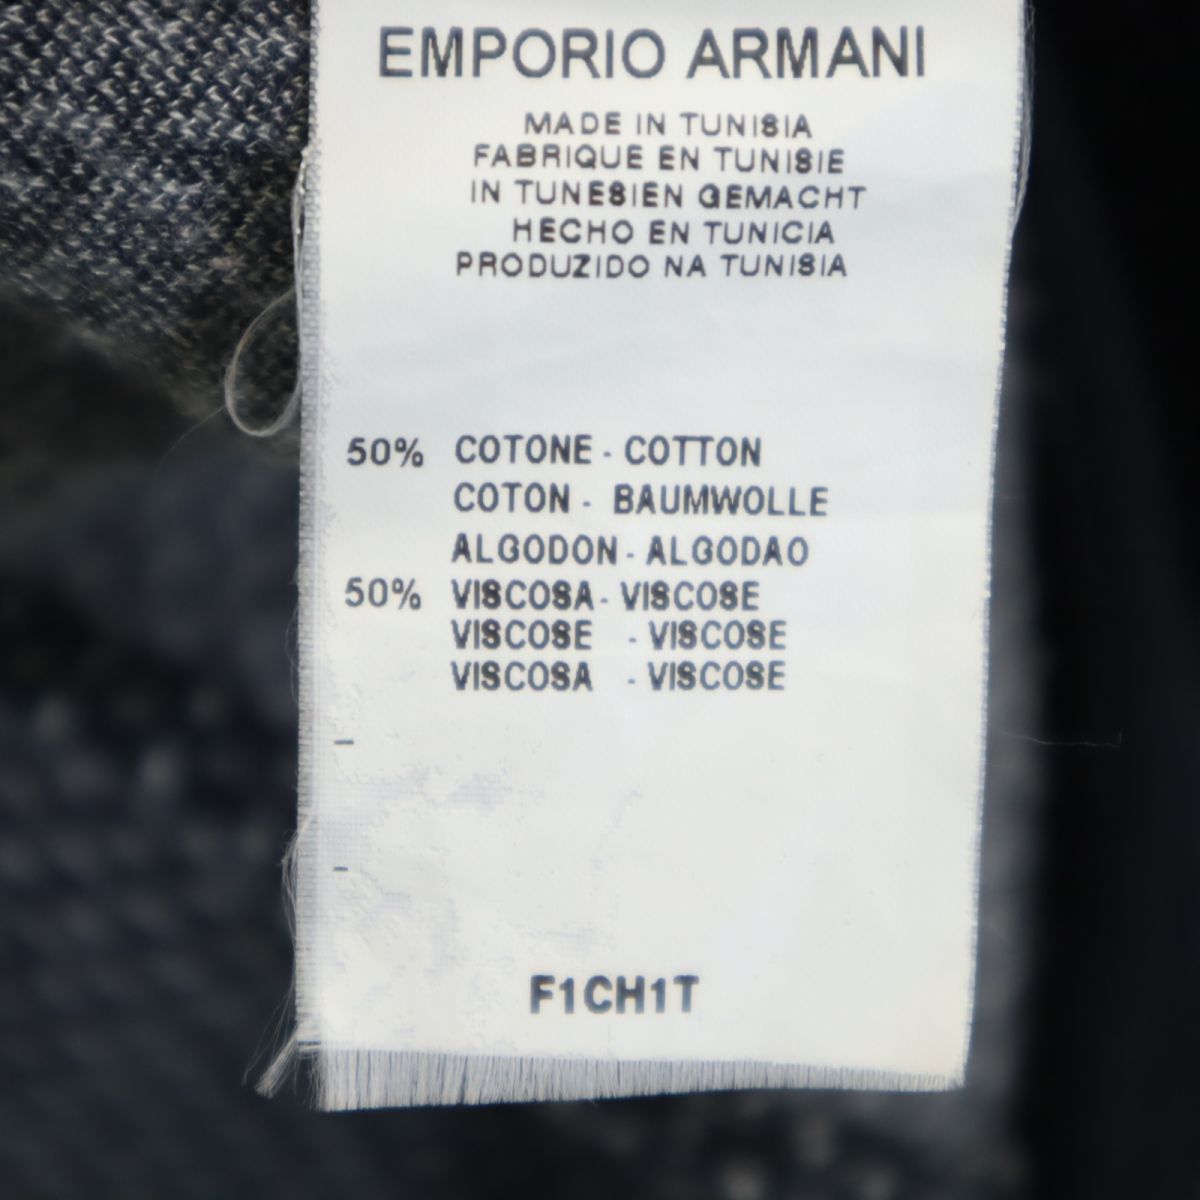 EMPORIO ARMANI
MADE IN TUNISIA
FABRIQUE EN TUNISIE
IN TUNESIEN GEMACHT
HECHO EN TUNICIA
PRODUZIDO NA TUNISIA
50% COTONE - COTTON
COTON - BAUMWOLLE
ALGODON - ALGODAO
50% VISCOSA - VISCOSE
VISCOSE - VISCOSE
VISCOSA - VISCOSE
-
-
F1CH1T